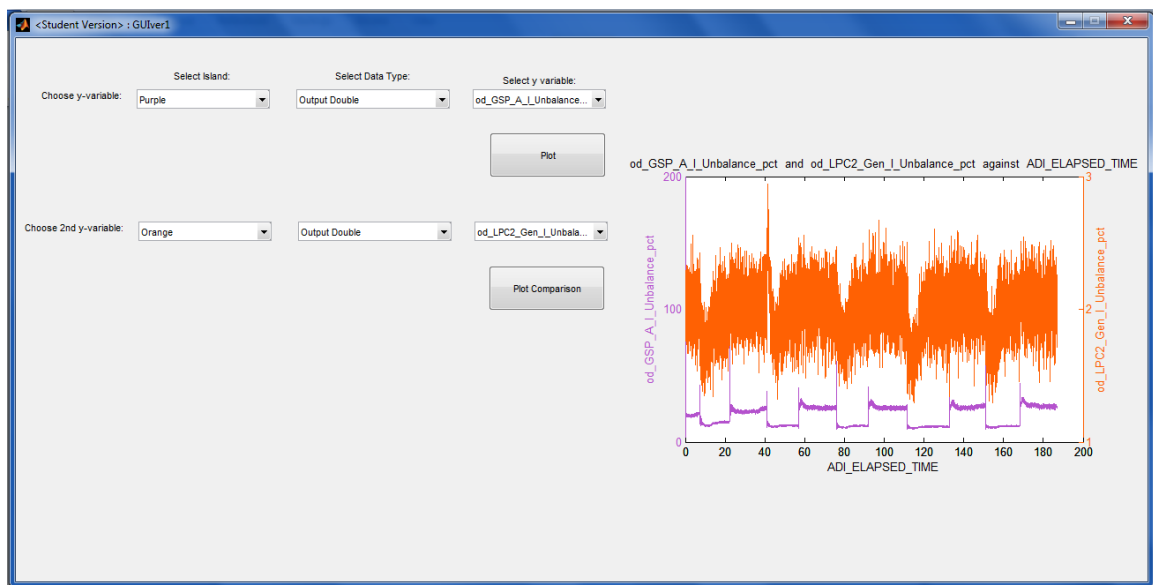 <Student Version> : GUIver1
Select Island:
Select Data Type:
Select y variable:
Choose y-variable:
Purple
Output Double
od_GSP_A_I_Unbalance...
Plot
Choose 2nd y-variable:
Orange
Output Double
od_LPC2_Gen_I_Unbala...
Plot Comparison
od_GSP_A_I_Unbalance_pct and od_LPC2_Gen_I_Unbalance_pct against ADI_ELAPSED_TIME
200
100
0
od_GSP_A_I_Unbalance_pct
3
2
1
od_LPC2_Gen_I_Unbalance_pct
0 20 40 60 80 100 120 140 160 180 200
ADI_ELAPSED_TIME